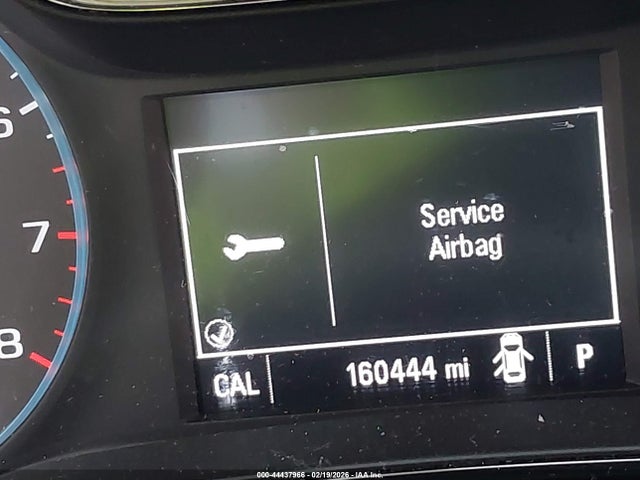 6
7
8
Service
Airbag
CAL
160444 mi
P
000-44437966 - 02/19/2026 - IAA Inc.